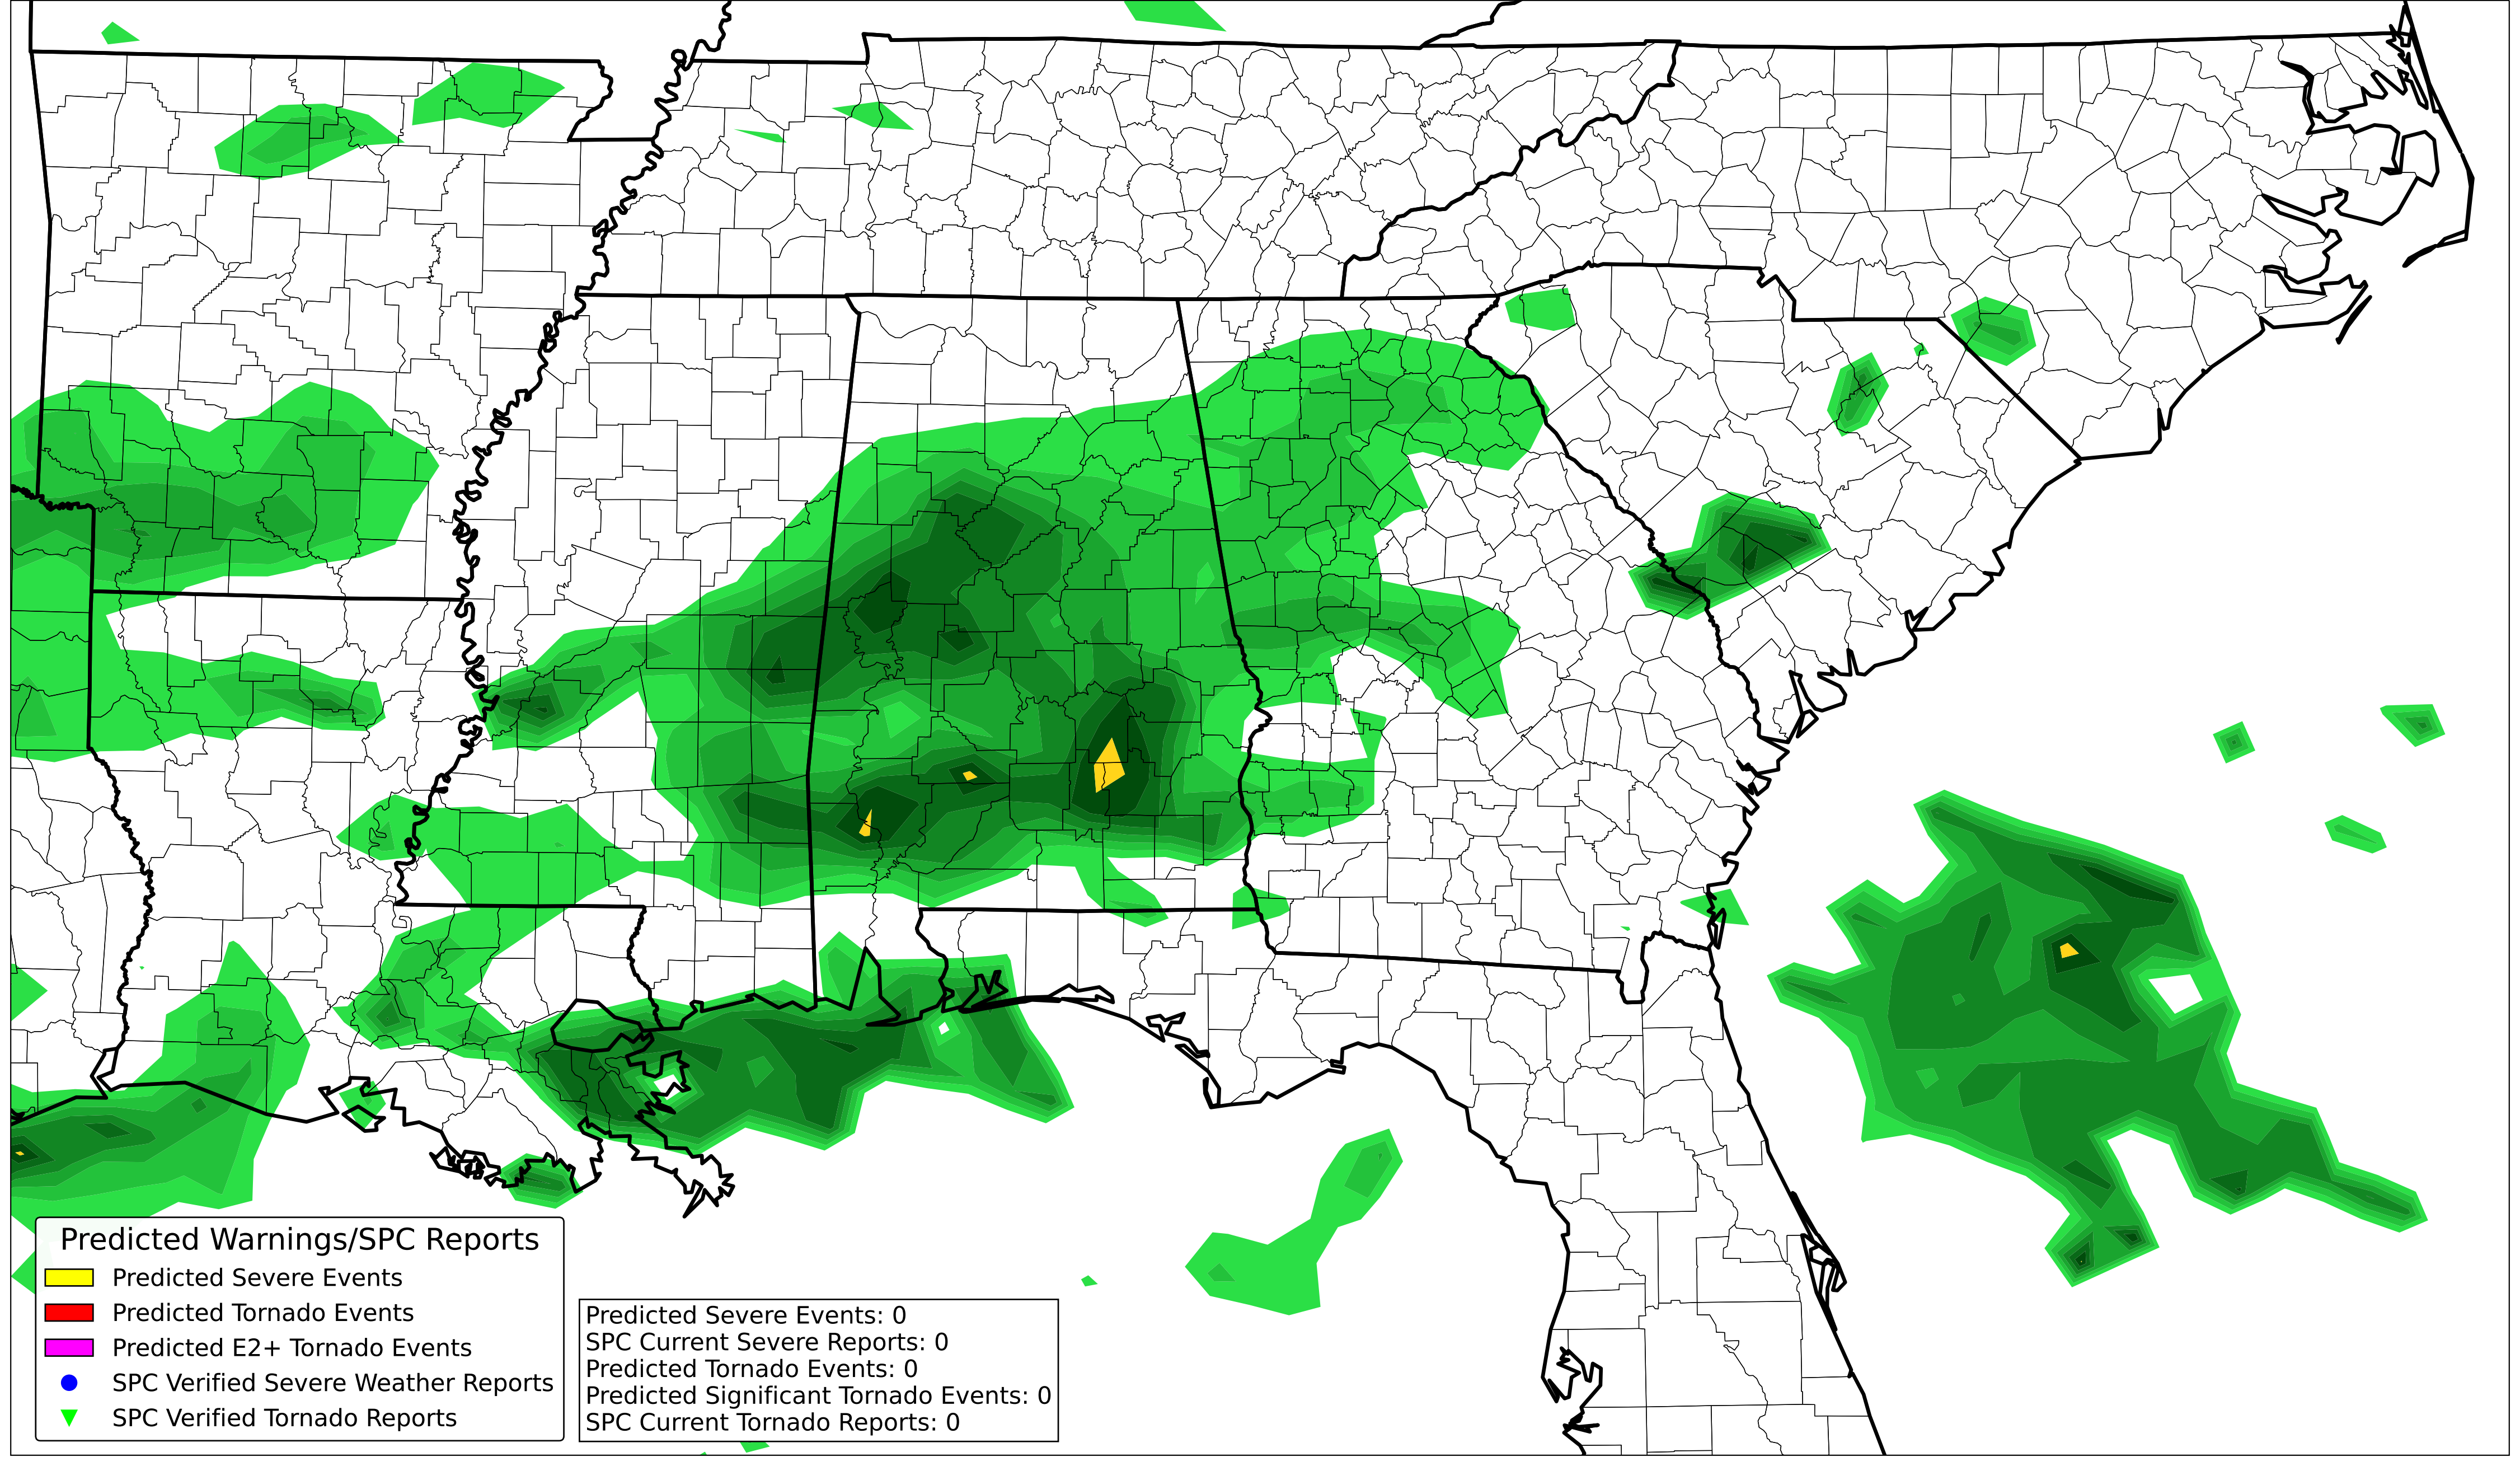 Predicted Warnings/SPC Reports
Predicted Severe Events
Predicted Tornado Events
Predicted E2+ Tornado Events
SPC Verified Severe Weather Reports
SPC Verified Tornado Reports
Predicted Severe Events: 0
SPC Current Severe Reports: 0
Predicted Tornado Events: 0
Predicted Significant Tornado Events: 0
SPC Current Tornado Reports: 0